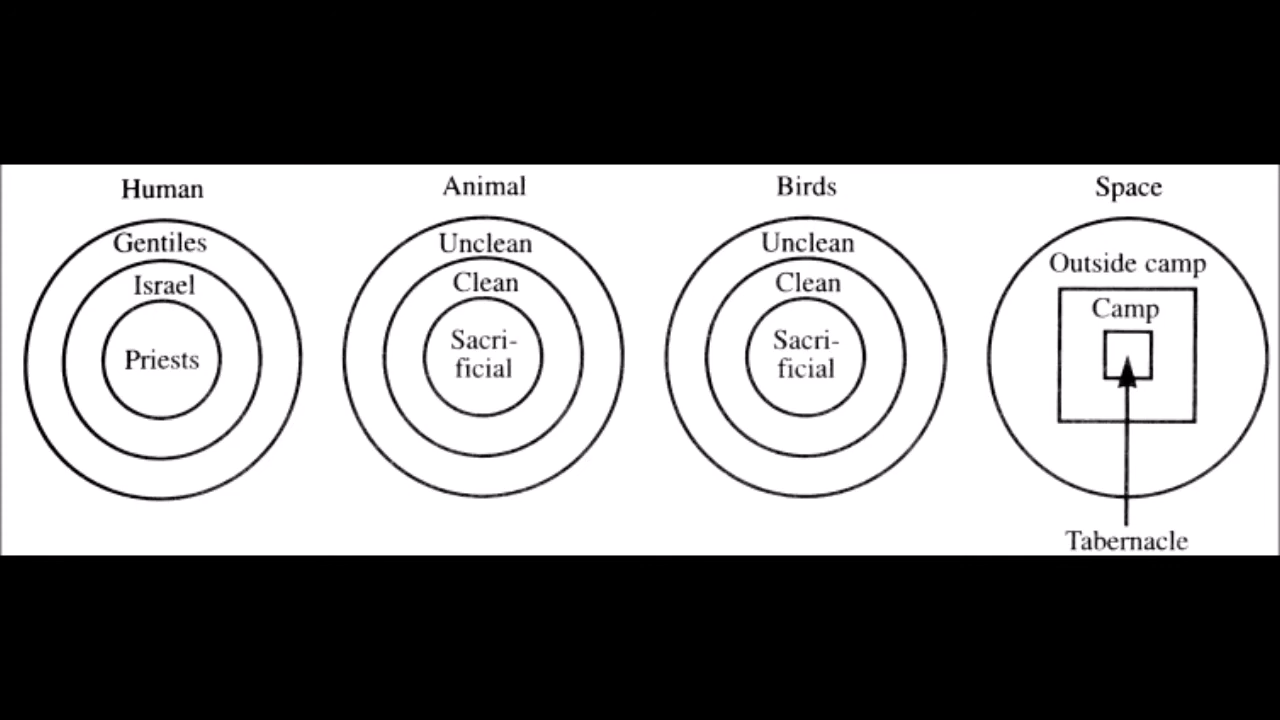 Human
Gentiles
Israel
Priests
Animal
Unclean
Clean
Sacri-
ficial
Birds
Unclean
Clean
Sacri-
ficial
Space
Outside camp
Camp
Tabernacle